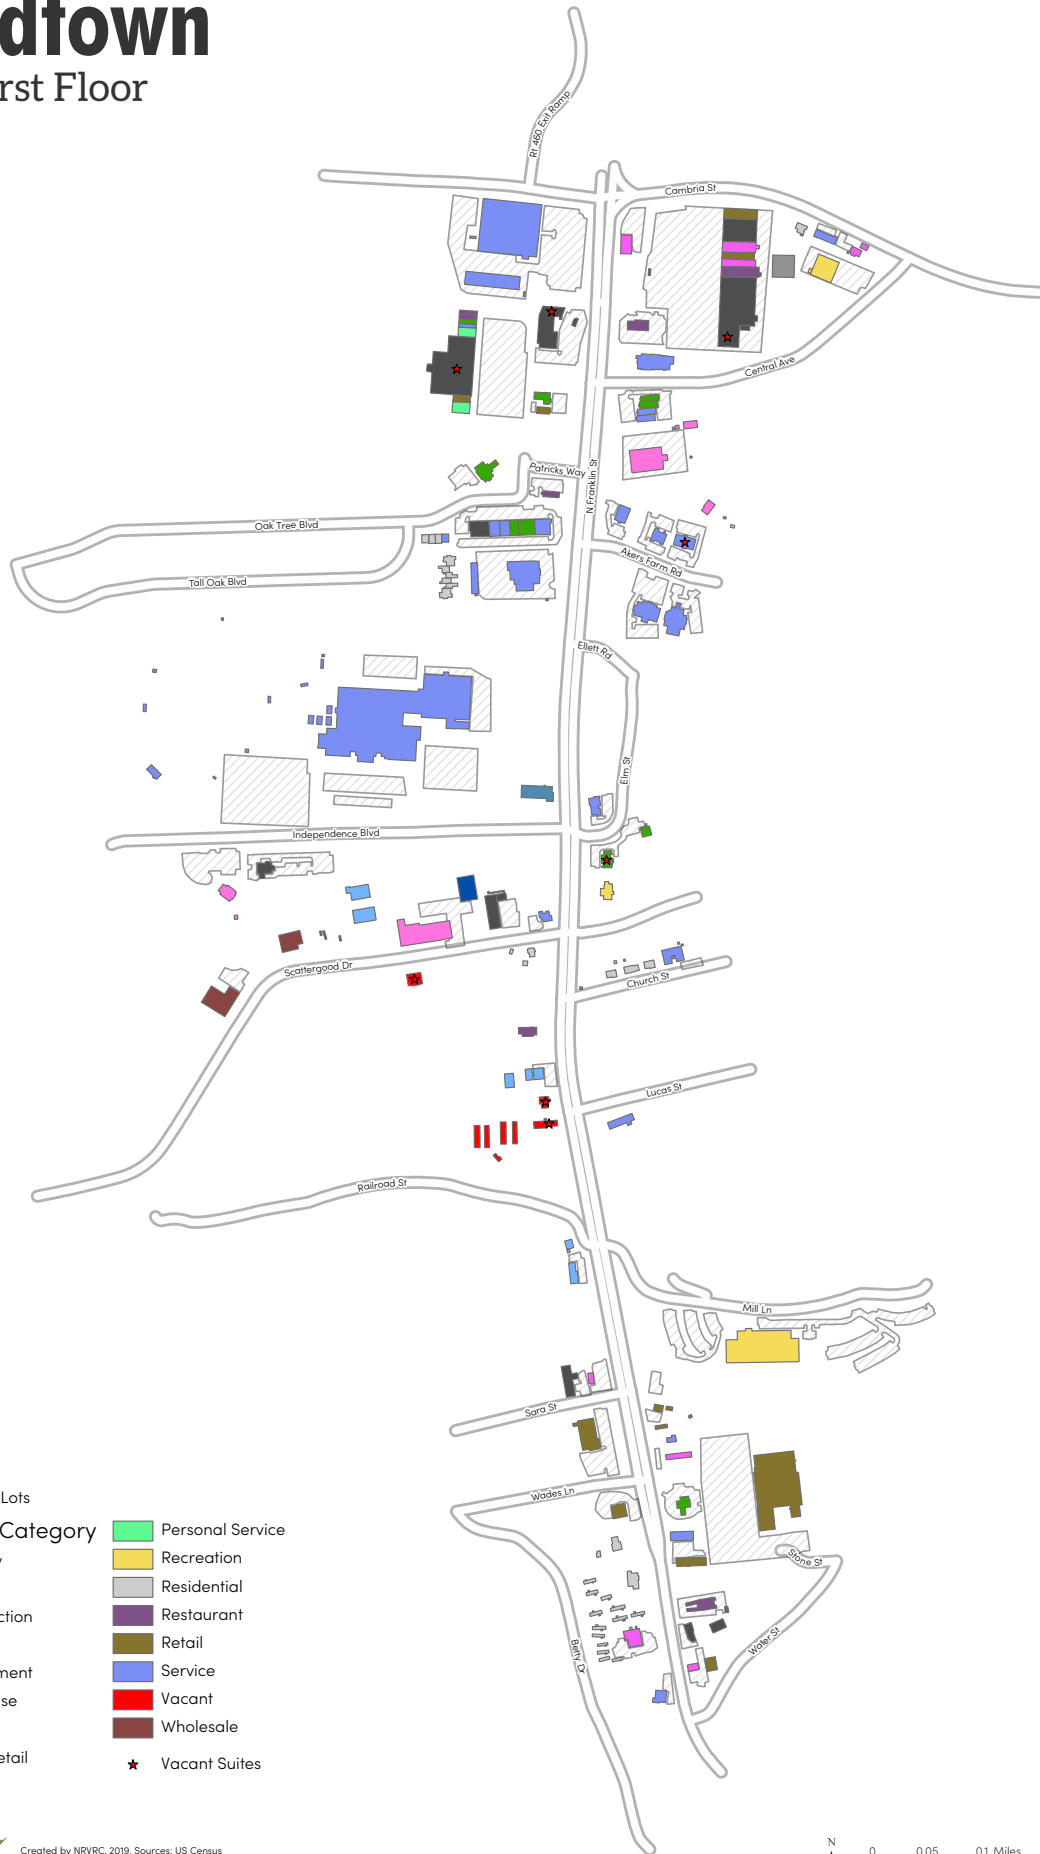 dtown
rst Floor
Rt 460 Exit Ramp
Cambria St
Central Ave
N Franklin St
Patricks Way
Oak Tree Blvd
Akers Farm Rd
Tall Oak Blvd
Ellett Rd
Elm St
Independence Blvd
Scattergood Dr
Church St
Lucas St
Railroad St
Mill Ln
Sara St
Wades Ln
Stone St
Water St
Betty Dr
Lots
Category
y
ction
ment
se
etail
Personal Service
Recreation
Residential
Restaurant
Retail
Service
Vacant
Wholesale
Vacant Suites
Created by NRVRC, 2019. Sources: US Census
N
0 0.05 0.1 Miles